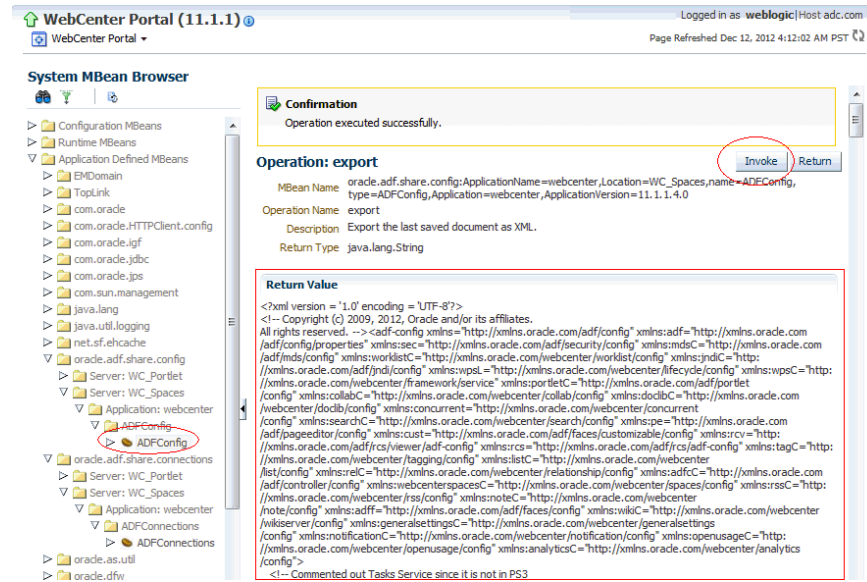 WebCenter Portal (11.1.1)
Logged in as weblogic|Host adc.com
WebCenter Portal
Page Refreshed Dec 12, 2012 4:12:02 AM PST
System MBean Browser
Configuration MBeans
Runtime MBeans
Application Defined MBeans
EMDomain
TopLink
com.oracle
com.oracle.HTTPClient.config
com.oracle.igf
com.oracle.jdbc
com.oracle.jps
com.sun.management
java.lang
java.util.logging
net.sf.ehcache
oracle.adf.share.config
Server: WC_Portlet
Server: WC_Spaces
Application: webcenter
ADFConfig
ADFConfig
oracle.adf.share.connections
Server: WC_Portlet
Server: WC_Spaces
Application: webcenter
ADFConnections
ADFConnections
oracle.as.util
oracle.dfw
Confirmation
Operation executed successfully.
Operation: export
Invoke
Return
MBean Name oracle.adf.share.config:ApplicationName=webcenter,Location=WC_Spaces,name=ADFConfig,
type=ADFConfig,Application=webcenter,ApplicationVersion=11.1.1.4.0
Operation Name export
Description Export the last saved document as XML.
Return Type java.lang.String
Return Value
<?xml version = '1.0' encoding = 'UTF-8'?>
<!-- Copyright (c) 2009, 2012, Oracle and/or its affiliates.
All rights reserved. --><adf-config xmlns="http://xmlns.oracle.com/adf/config" xmlns:adf="http://xmlns.oracle.com
/adf/config/properties" xmlns:sec="http://xmlns.oracle.com/adf/security/config" xmlns:mdsC="http://xmlns.oracle.com
/adf/mds/config" xmlns:worklistC="http://xmlns.oracle.com/webcenter/worklist/config" xmlns:jndiC="http:
//xmlns.oracle.com/adf/jndi/config" xmlns:wpsL="http://xmlns.oracle.com/webcenter/lifecycle/config" xmlns:wpsC="http:
//xmlns.oracle.com/webcenter/framework/service" xmlns:portletC="http://xmlns.oracle.com/adf/portlet
/config" xmlns:collabC="http://xmlns.oracle.com/webcenter/collab/config" xmlns:doclibC="http://xmlns.oracle.com
/webcenter/doclib/config" xmlns:concurrent="http://xmlns.oracle.com/webcenter/concurrent
/config" xmlns:searchC="http://xmlns.oracle.com/webcenter/search/config" xmlns:pe="http://xmlns.oracle.com
/adf/pageeditor/config" xmlns:cust="http://xmlns.oracle.com/adf/faces/customizable/config" xmlns:rcv="http:
//xmlns.oracle.com/adf/rcs/viewer/adf-config" xmlns:rcs="http://xmlns.oracle.com/adf/rcs/adf-config" xmlns:tagC="http:
//xmlns.oracle.com/webcenter/tagging/config" xmlns:listC="http://xmlns.oracle.com/webcenter
/list/config" xmlns:relC="http://xmlns.oracle.com/webcenter/relationship/config" xmlns:adfcC="http://xmlns.oracle.com
/adf/controller/config" xmlns:webcenterspacesC="http://xmlns.oracle.com/webcenter/spaces/config" xmlns:rssC="http:
//xmlns.oracle.com/webcenter/rss/config" xmlns:noteC="http://xmlns.oracle.com/webcenter
/note/config" xmlns:adff="http://xmlns.oracle.com/adf/faces/config" xmlns:wikiC="http://xmlns.oracle.com/webcenter
/wikiserver/config" xmlns:generalsettingsC="http://xmlns.oracle.com/webcenter/generalsettings
/config" xmlns:notificationC="http://xmlns.oracle.com/webcenter/notification/config" xmlns:openusageC="http:
//xmlns.oracle.com/webcenter/openusage/config" xmlns:analyticsC="http://xmlns.oracle.com/webcenter/analytics
/config">
<!-- Commented out Tasks Service since it is not in PS3